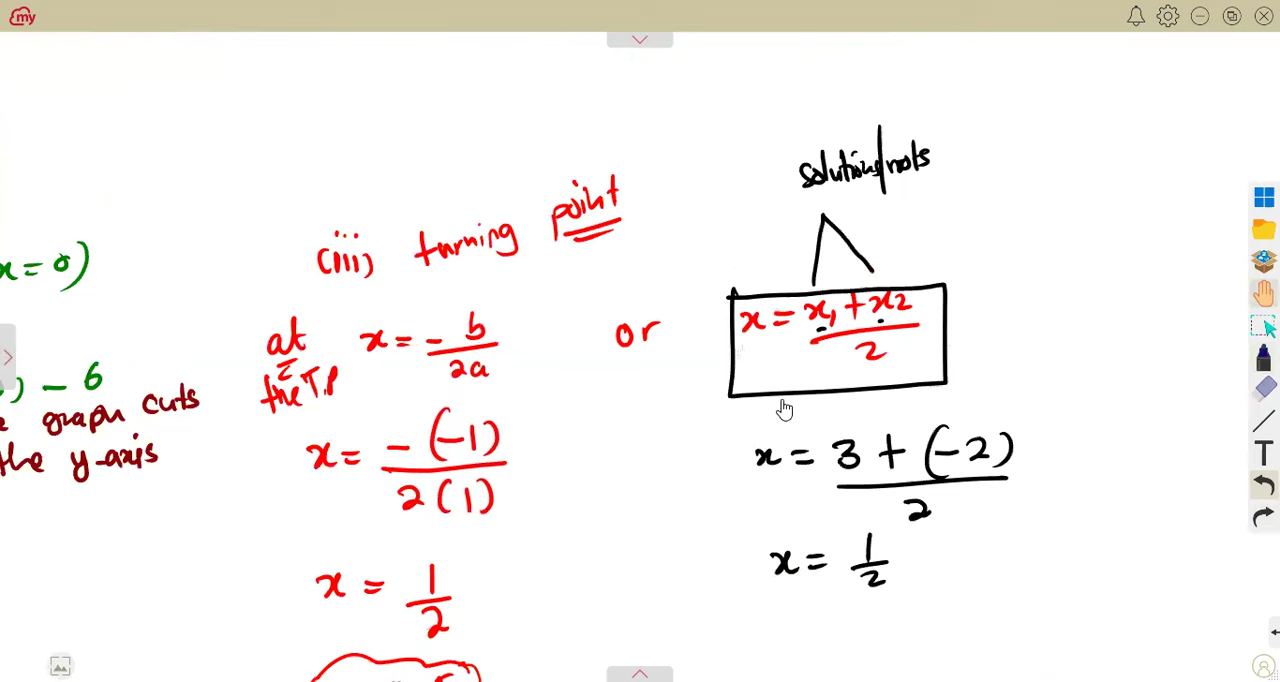 my
solutions/roots
(iii) turning point
x = 0)
at the T.P x = - b / 2a or x = x₁ + x₂ / 2
) - 6
graph cuts
the y-axis
x = -(-1) / 2(1)
x = 3 + (-2) / 2
x = 1/2
x = 1/2
T